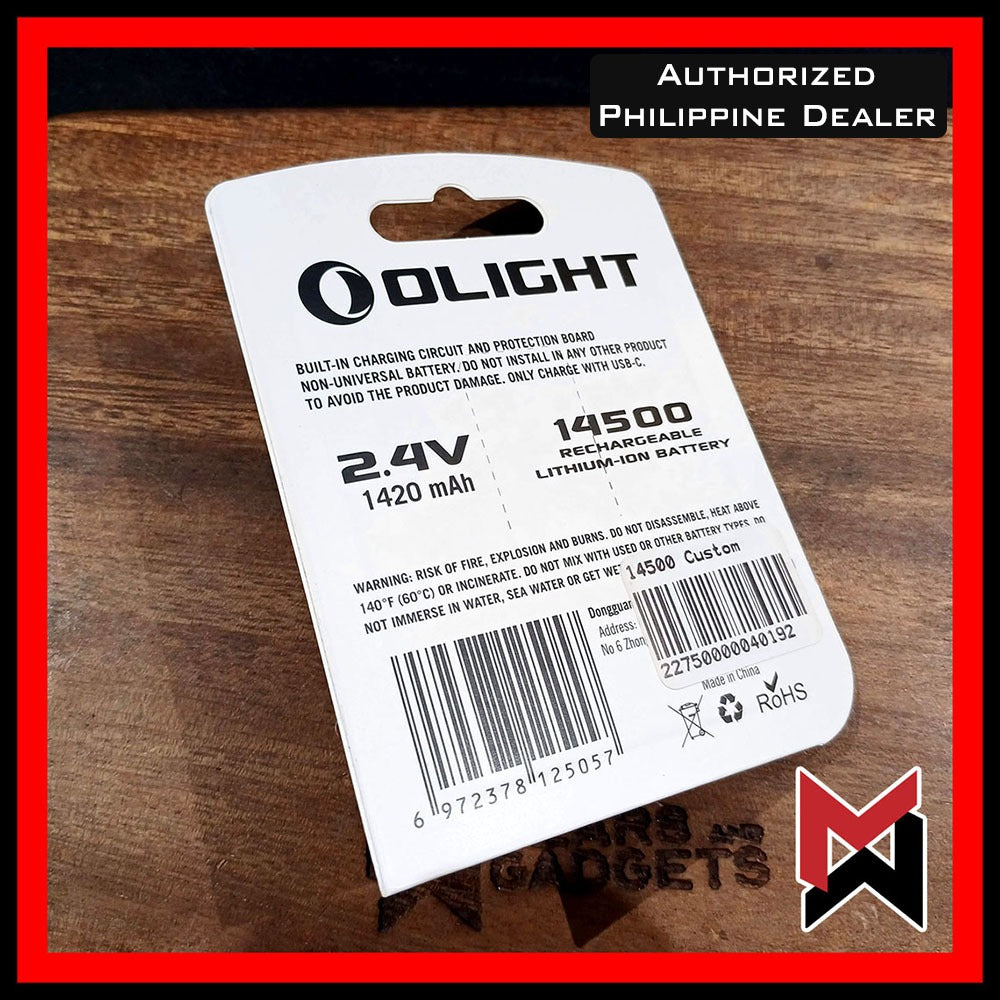 AUTHORIZED
PHILIPPINE DEALER
OLIGHT
BUILT-IN CHARGING CIRCUIT AND PROTECTION BOARD
NON-UNIVERSAL BATTERY. DO NOT INSTALL IN ANY OTHER PRODUCT
TO AVOID THE PRODUCT DAMAGE. ONLY CHARGE WITH USB-C.
2.4V
1420 mAh
14500
RECHARGEABLE
LITHIUM-ION BATTERY
WARNING: RISK OF FIRE, EXPLOSION AND BURNS. DO NOT DISASSEMBLE, HEAT ABOVE
140°F (60°C) OR INCINERATE. DO NOT MIX WITH USED OR OTHER BATTERY TYPES. DO
NOT IMMERSE IN WATER, SEA WATER OR GET
14500 Custom
22750000040192
Address:
No 6
Made in China
RoHS
6 972378 125057
AND
GADGETS